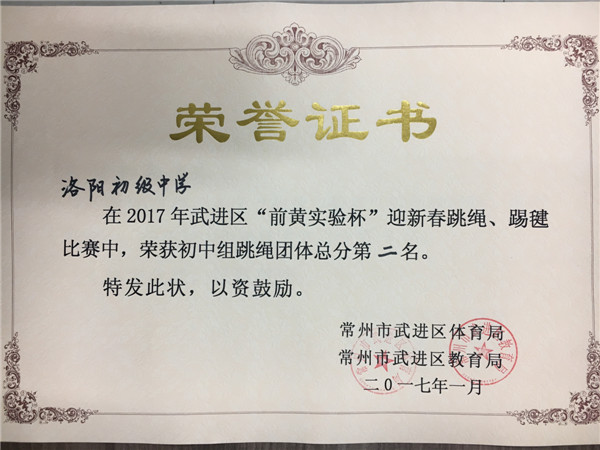 荣誉证书
洛阳初级中学
在2017年武进区“前黄实验杯”迎新春跳绳、踢毽
比赛中，荣获初中组跳绳团体总分第二名。
特发此状，以资鼓励。
常州市武进区体育局
常州市武进区教育局
二0一七年一月